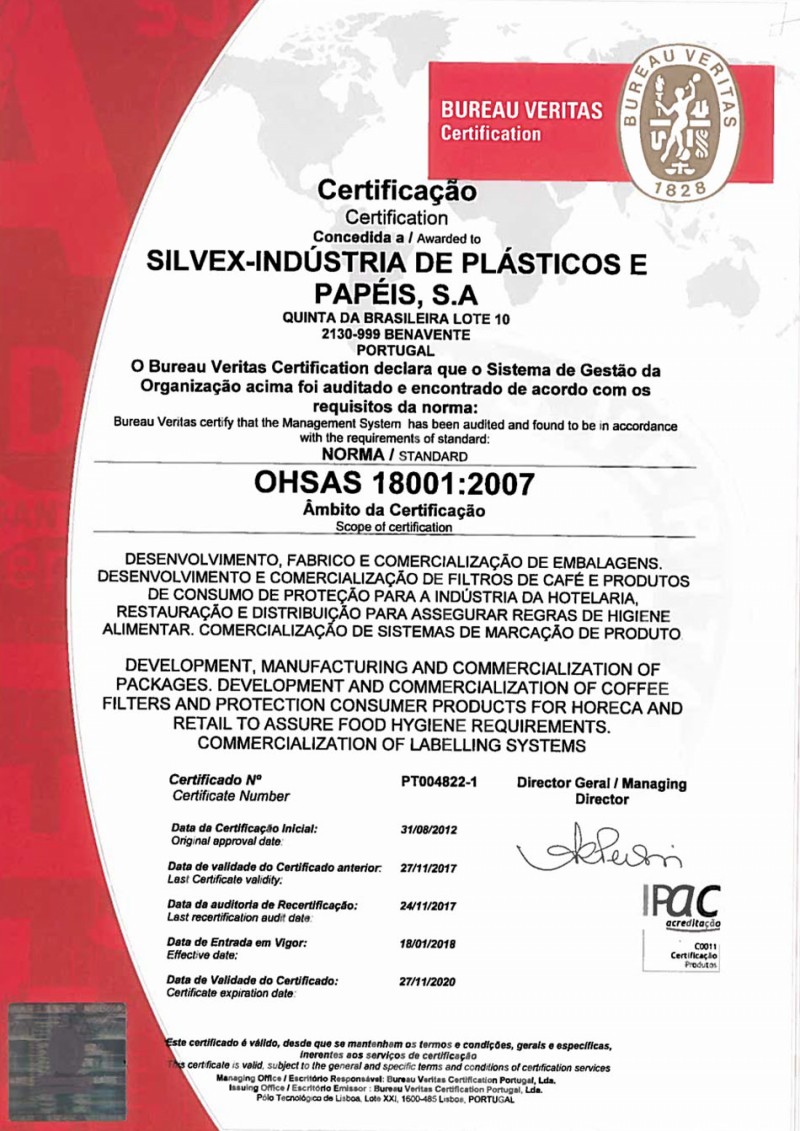 BUREAU VERITAS
Certification
BUREAU VERITAS
1828
Certificação
Certification
Concedida a / Awarded to
SILVEX-INDÚSTRIA DE PLÁSTICOS E
PAPÉIS, S.A
QUINTA DA BRASILEIRA LOTE 10
2130-999 BENAVENTE
PORTUGAL
O Bureau Veritas Certification declara que o Sistema de Gestão da
Organização acima foi auditado e encontrado de acordo com os
requisitos da norma:
Bureau Veritas certify that the Management System has been audited and found to be in accordance
with the requirements of standard:
NORMA / STANDARD
OHSAS 18001:2007
Âmbito da Certificação
Scope of certification
DESENVOLVIMENTO, FABRICO E COMERCIALIZAÇÃO DE EMBALAGENS.
DESENVOLVIMENTO E COMERCIALIZAÇÃO DE FILTROS DE CAFÉ E PRODUTOS
DE CONSUMO DE PROTEÇÃO PARA A INDÚSTRIA DA HOTELARIA,
RESTAURAÇÃO E DISTRIBUIÇÃO PARA ASSEGURAR REGRAS DE HIGIENE
ALIMENTAR. COMERCIALIZAÇÃO DE SISTEMAS DE MARCAÇÃO DE PRODUTO
DEVELOPMENT, MANUFACTURING AND COMMERCIALIZATION OF
PACKAGES. DEVELOPMENT AND COMMERCIALIZATION OF COFFEE
FILTERS AND PROTECTION CONSUMER PRODUCTS FOR HORECA AND
RETAIL TO ASSURE FOOD HYGIENE REQUIREMENTS.
COMMERCIALIZATION OF LABELLING SYSTEMS
Certificado Nº PT004822-1
Certificate Number
Director Geral / Managing
Director
Data da Certificação Inicial: 31/08/2012
Original approval date:
Data de validade do Certificado anterior: 27/11/2017
Last Certificate validity:
Data da auditoria de Recertificação: 24/11/2017
Last recertification audit date:
Data de Entrada em Vigor: 18/01/2018
Effective date:
Data de Validade do Certificado: 27/11/2020
Certificate expiration date:
IPAC
acreditação
C0011
Certificação
Produtos
Este certificado é válido, desde que se mantenham os termos e condições, gerais e específicas,
inerentes aos serviços de certificação
This certificate is valid, subject to the general and specific terms and conditions of certification services
Managing Office / Escritório Responsável: Bureau Veritas Certification Portugal, Lda.
Issuing Office / Escritório Emissor : Bureau Veritas Certification Portugal, Lda.
Pólo Tecnológico de Lisboa, Lote XXI, 1600-485 Lisboa, PORTUGAL